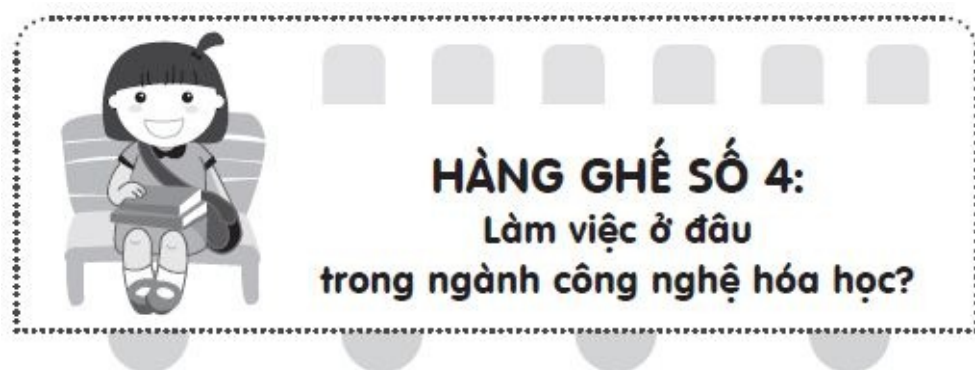 HÀNG GHẾ SỐ 4:
Làm việc ở đâu
trong ngành công nghệ hóa học?